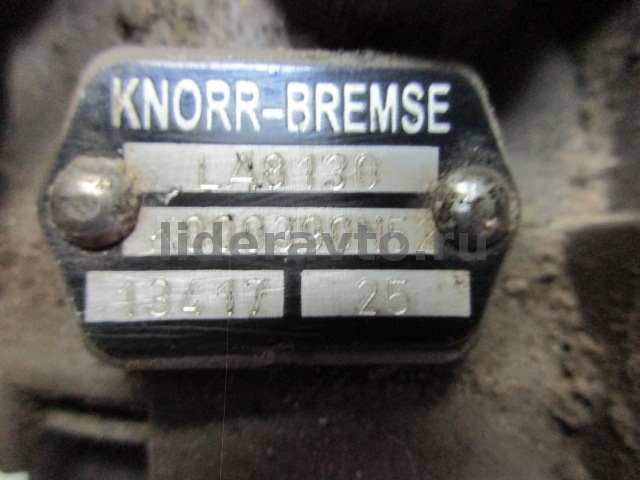 KNORR-BREMSE
LA8130
lideravto.ru
13417 25